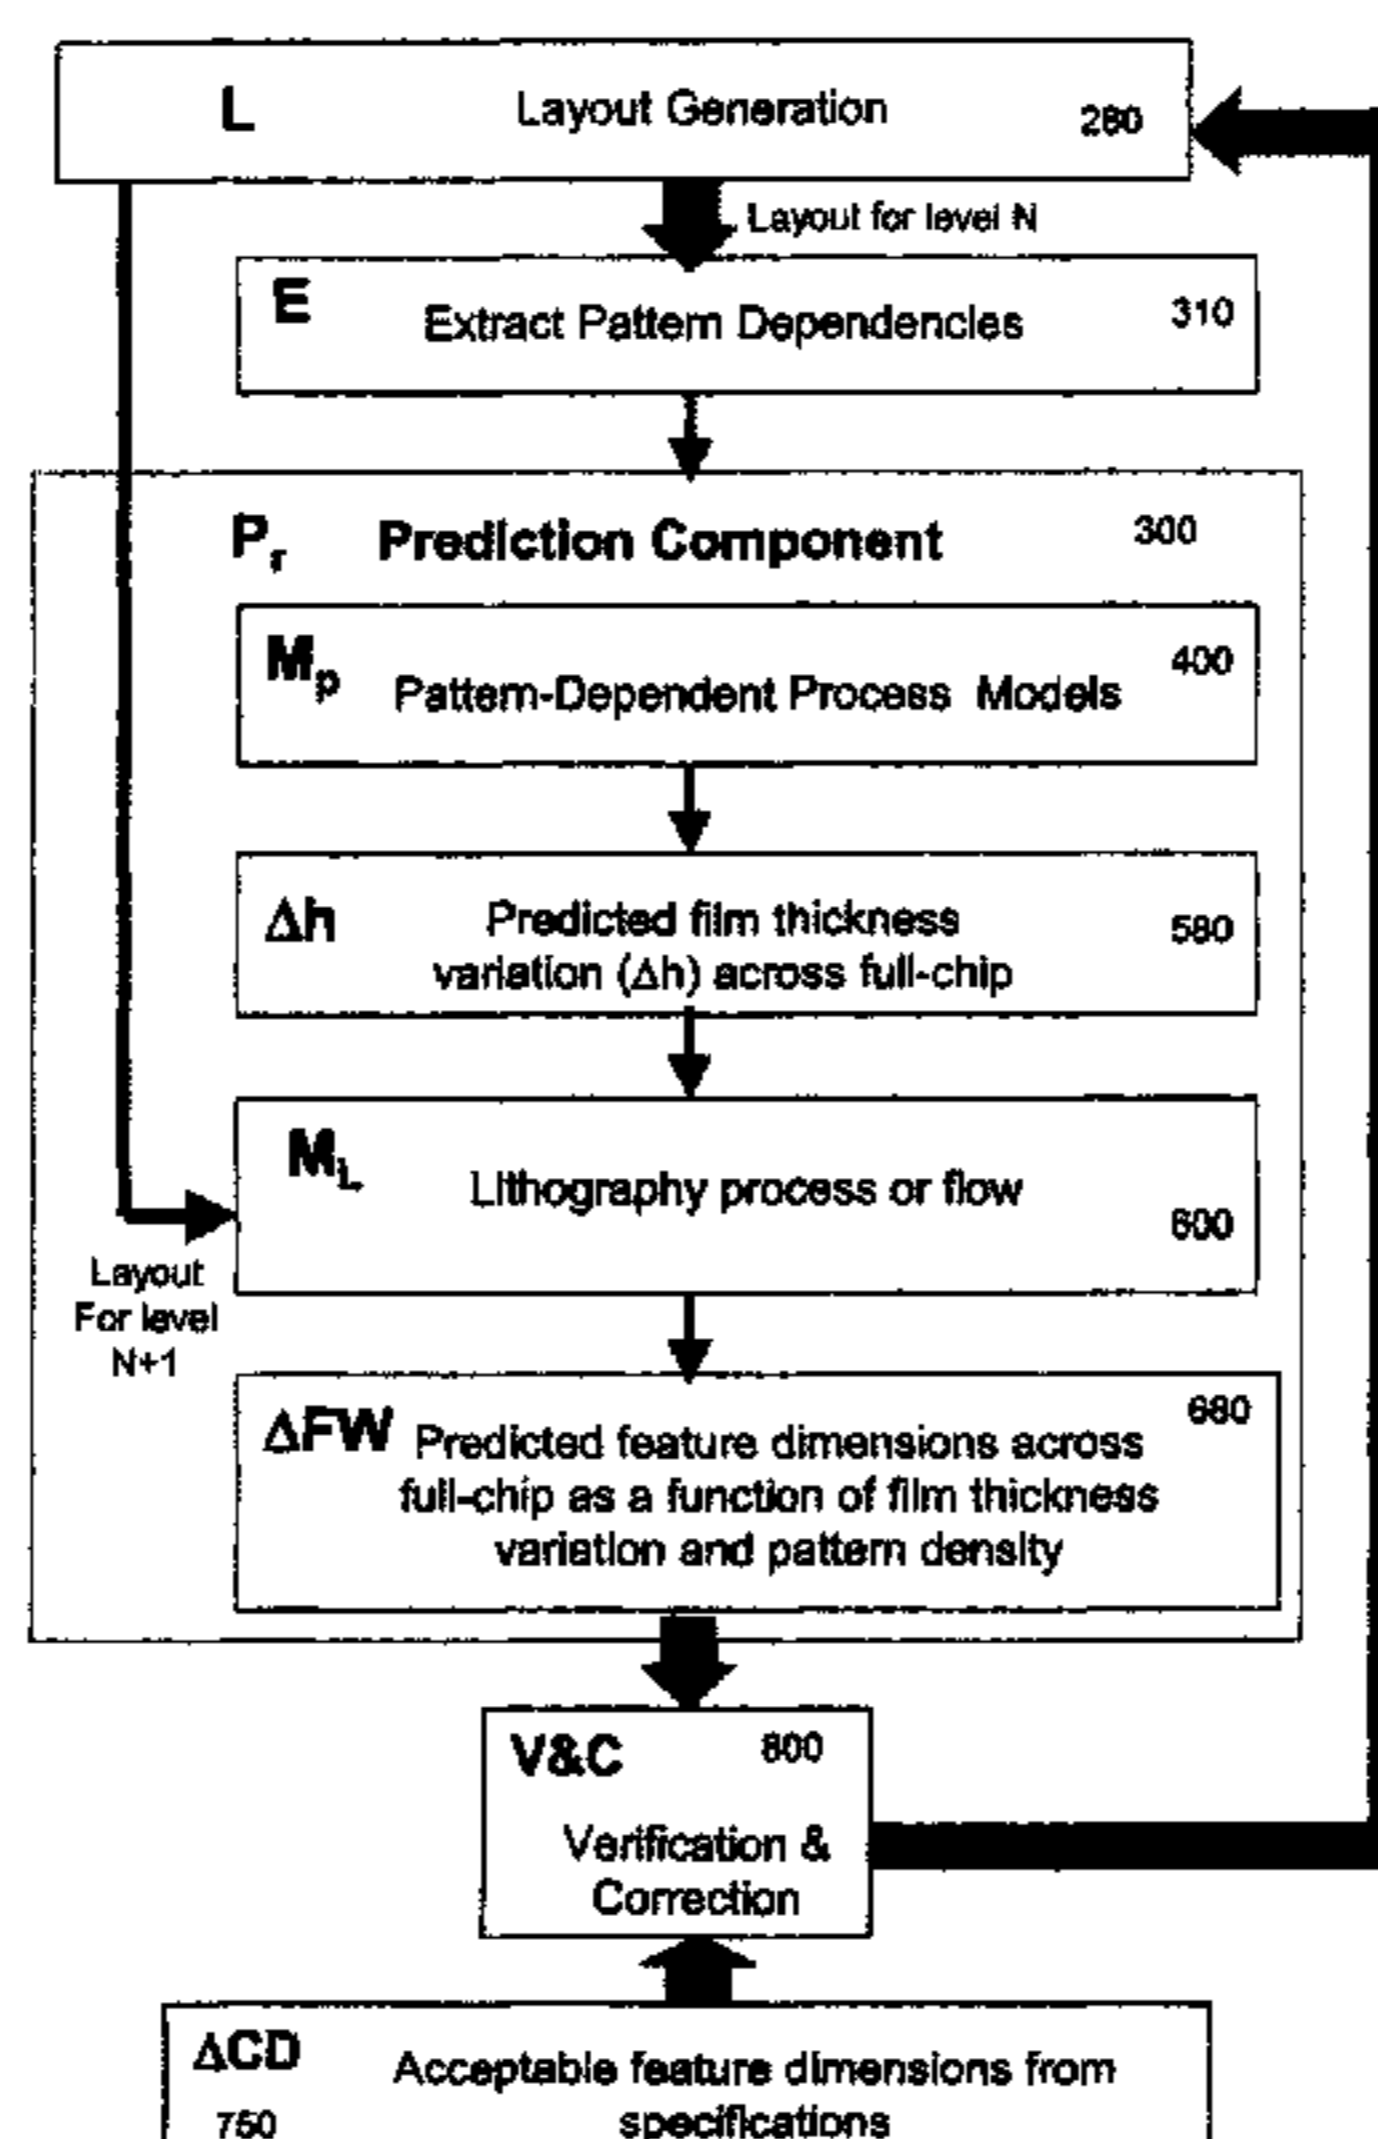 L Layout Generation 280
Layout for level N
E Extract Pattern Dependencies 310
Pr Prediction Component 300
Mp Pattern-Dependent Process Models 400
Δh Predicted film thickness 580
variation (Δh) across full-chip
ML Lithography process or flow
600
Layout
For level
N+1
ΔFW Predicted feature dimensions across 680
full-chip as a function of film thickness
variation and pattern density
V&C 800
Verification &
Correction
ΔCD Acceptable feature dimensions from
750 specifications